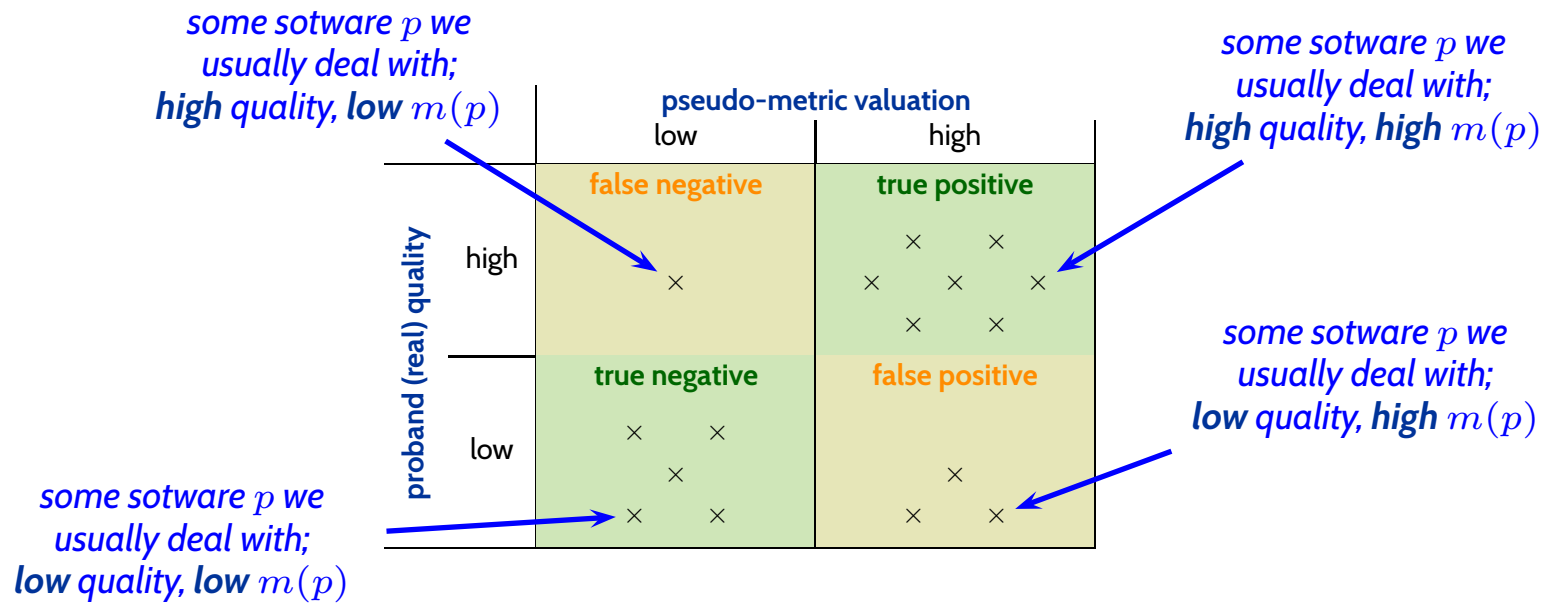 some sotware p we
usually deal with;
high quality, low m(p)
some sotware p we
usually deal with;
high quality, high m(p)
pseudo-metric valuation
low
high
proband (real) quality
high
false negative
true positive
×
× ×
× × ×
× ×
some sotware p we
usually deal with;
low quality, high m(p)
low
true negative
false positive
× ×
×
× ×
×
× ×
some sotware p we
usually deal with;
low quality, low m(p)